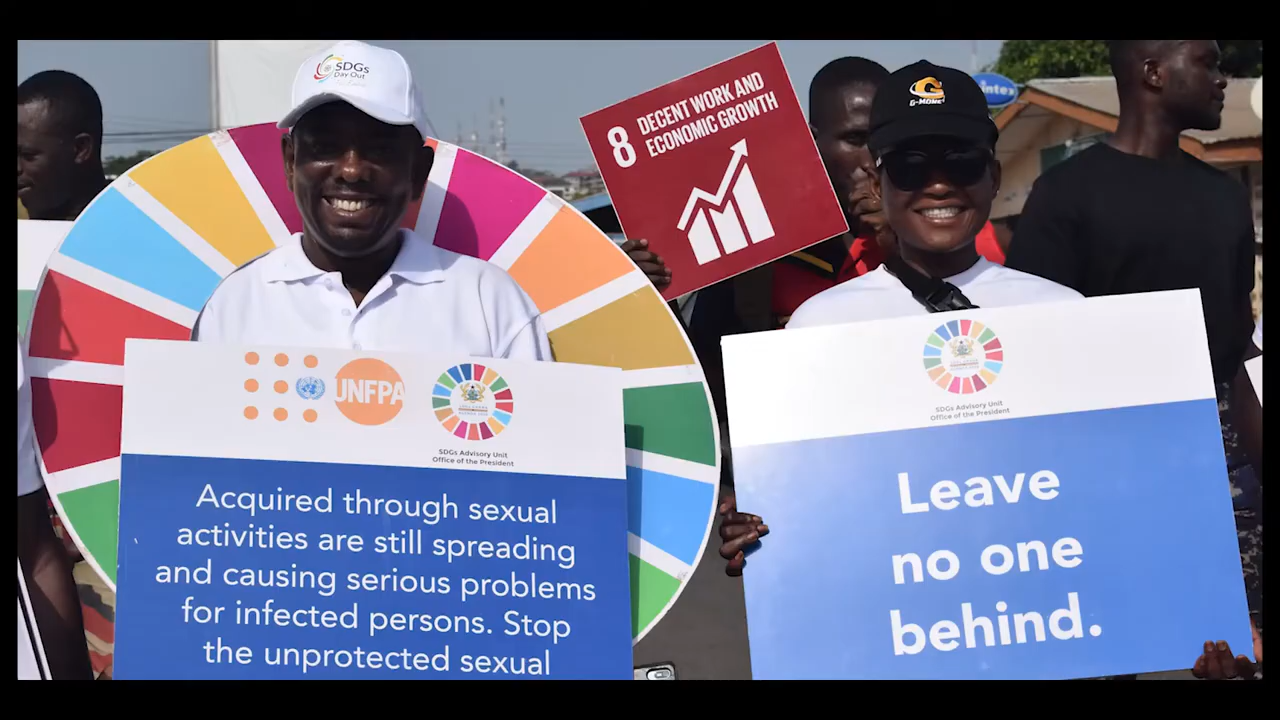 SDGs
Day Out
8 DECENT WORK AND
ECONOMIC GROWTH
G-MONEY
intex
UNFPA
SDGs Advisory Unit
Office of the President
Acquired through sexual
activities are still spreading
and causing serious problems
for infected persons. Stop
the unprotected sexual
SDGs Advisory Unit
Office of the President
Leave
no one
behind.